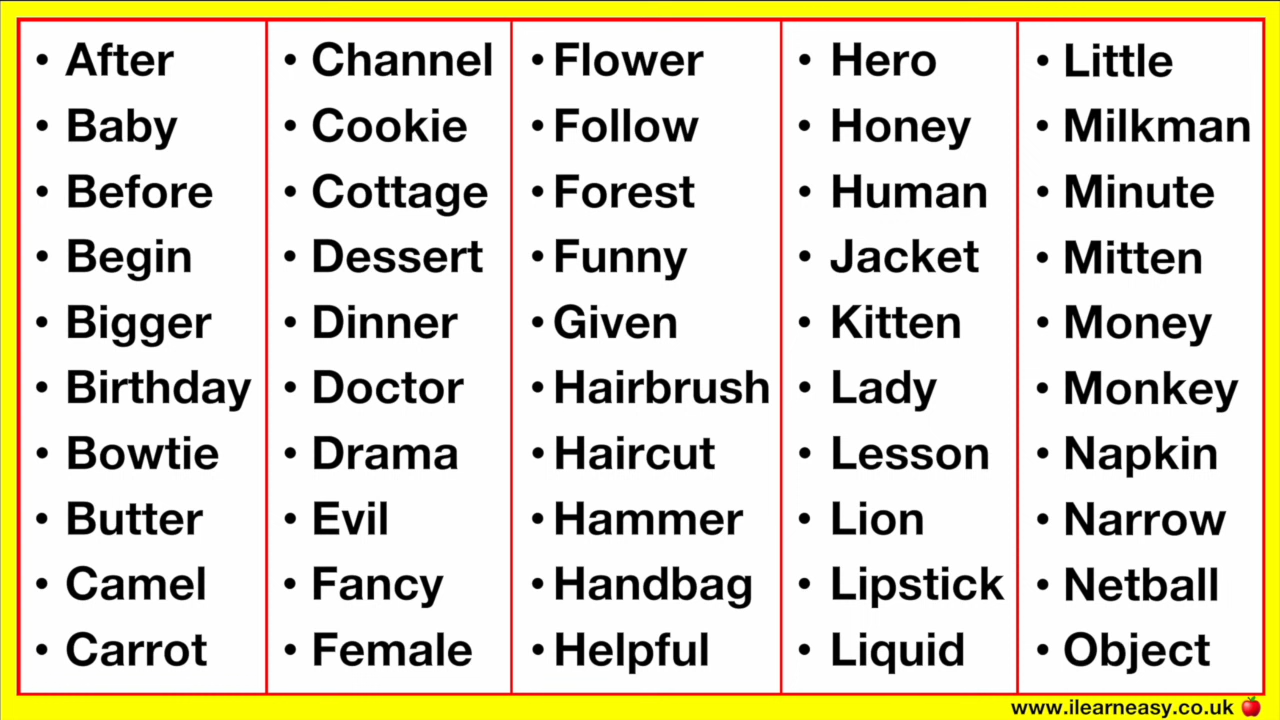 • After
• Baby
• Before
• Begin
• Bigger
• Birthday
• Bowtie
• Butter
• Camel
• Carrot
• Channel
• Cookie
• Cottage
• Dessert
• Dinner
• Doctor
• Drama
• Evil
• Fancy
• Female
• Flower
• Follow
• Forest
• Funny
• Given
• Hairbrush
• Haircut
• Hammer
• Handbag
• Helpful
• Hero
• Honey
• Human
• Jacket
• Kitten
• Lady
• Lesson
• Lion
• Lipstick
• Liquid
• Little
• Milkman
• Minute
• Mitten
• Money
• Monkey
• Napkin
• Narrow
• Netball
• Object
www.ilearneasy.co.uk